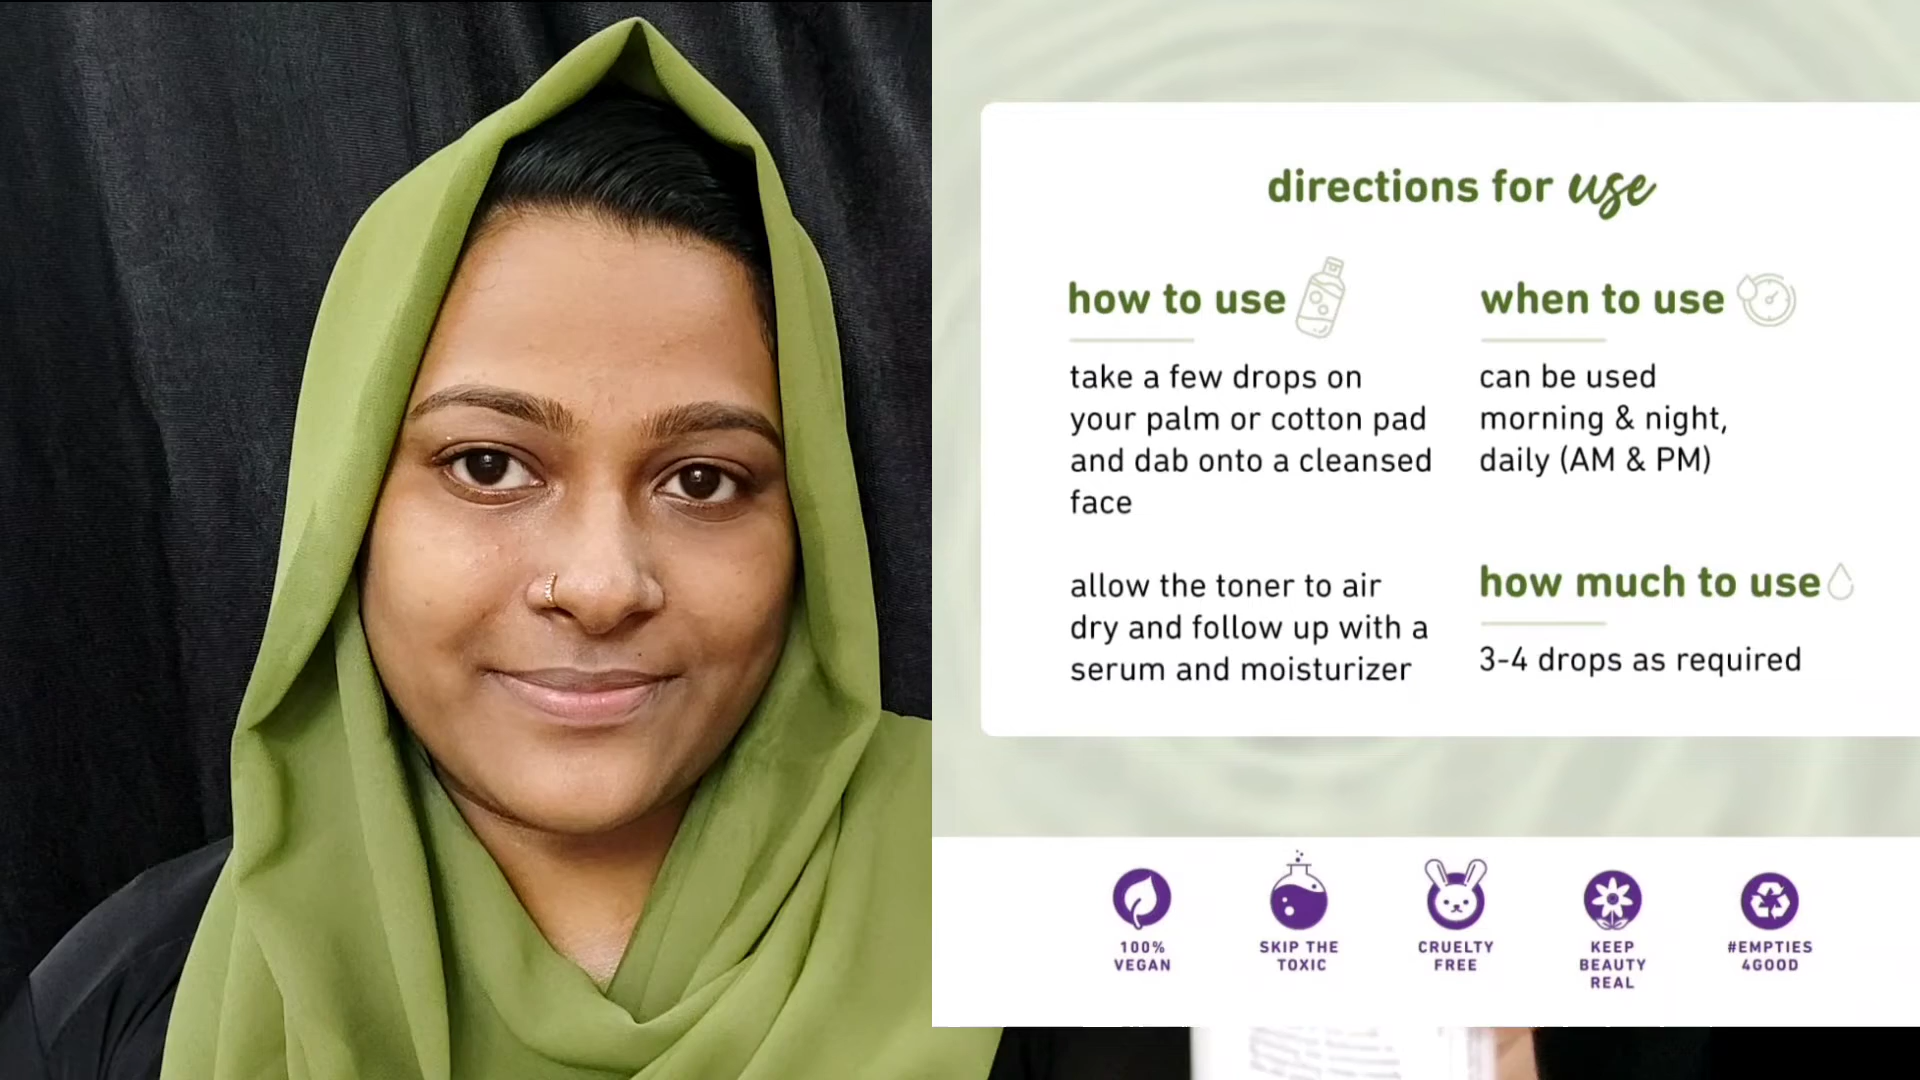 directions for use
how to use
take a few drops on
your palm or cotton pad
and dab onto a cleansed
face
allow the toner to air
dry and follow up with a
serum and moisturizer
when to use
can be used
morning & night,
daily (AM & PM)
how much to use
3-4 drops as required
100%
VEGAN
SKIP THE
TOXIC
CRUELTY
FREE
KEEP
BEAUTY
REAL
#EMPTIES
4GOOD